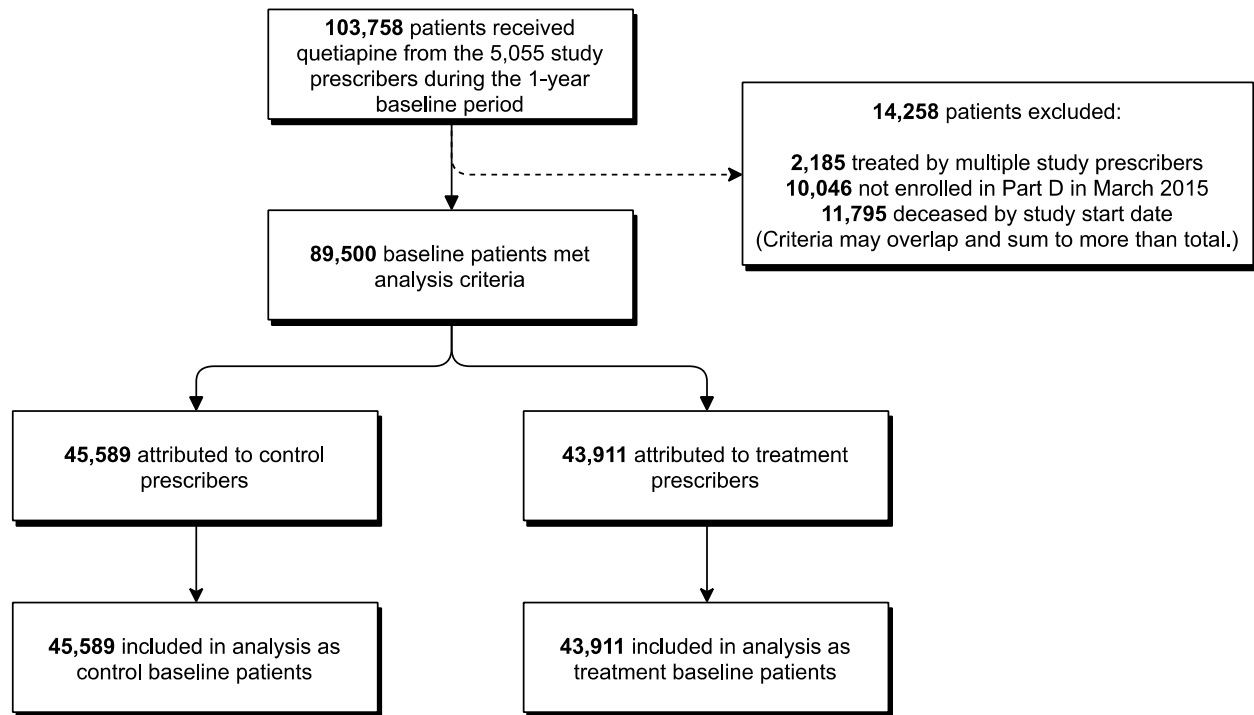 103,758 patients received
quetiapine from the 5,055 study
prescribers during the 1-year
baseline period
14,258 patients excluded:
2,185 treated by multiple study prescribers
10,046 not enrolled in Part D in March 2015
11,795 deceased by study start date
(Criteria may overlap and sum to more than total.)
89,500 baseline patients met
analysis criteria
45,589 attributed to control
prescribers
43,911 attributed to treatment
prescribers
45,589 included in analysis as
control baseline patients
43,911 included in analysis as
treatment baseline patients